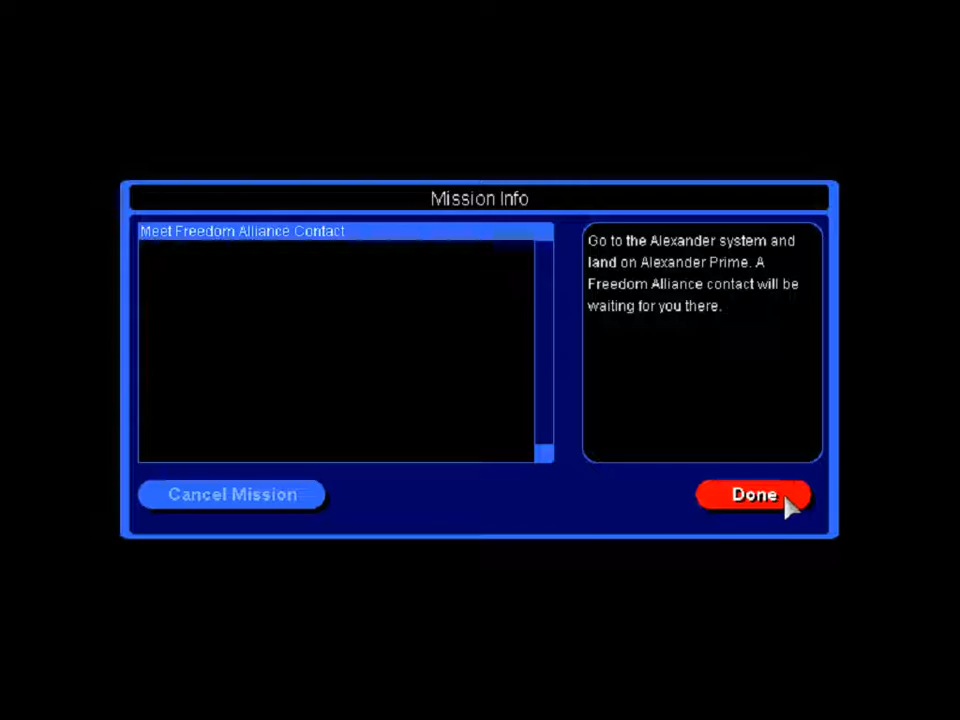 Mission Info
Meet Freedom Alliance Contact
Go to the Alexander system and
land on Alexander Prime. A
Freedom Alliance contact will be
waiting for you there.
Cancel Mission
Done